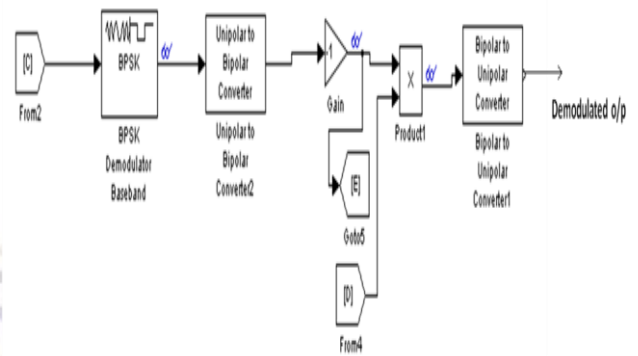 [C]
From2
BPSK
BPSK
Demodulator
Baseband
Unipolar to
Bipolar
Converter
Unipolar to
Bipolar
Converter2
Gain
[E]
Goto5
[D]
From4
X
Product1
Bipolar to
Unipolar
Converter
Bipolar to
Unipolar
Converter1
Demodulated o/p